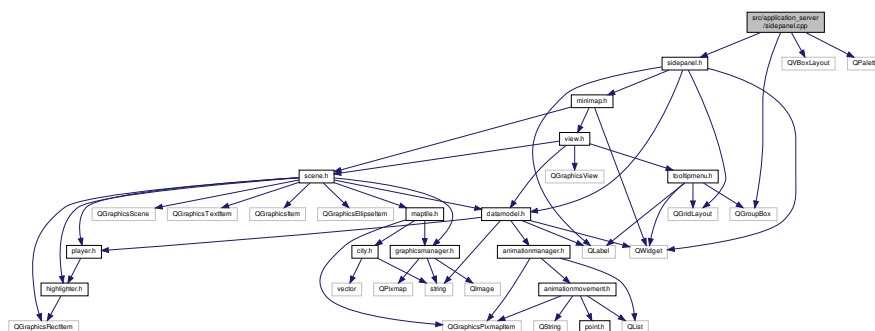 src/application_server
/sidepanel.cpp
sidepanel.h
QVBoxLayout
QPalett
minimap.h
view.h
scene.h
QGraphicsView
tooltipmenu.h
QGraphicsScene
QGraphicsTextItem
QGraphicsItem
QGraphicsEllipseItem
maptile.h
datamodel.h
QGridLayout
QGroupBox
player.h
city.h
graphicsmanager.h
animationmanager.h
QLabel
QWidget
highlighter.h
vector
QPixmap
string
QImage
animationmovement.h
QGraphicsRectItem
QGraphicsPixmapItem
QString
point.h
QList